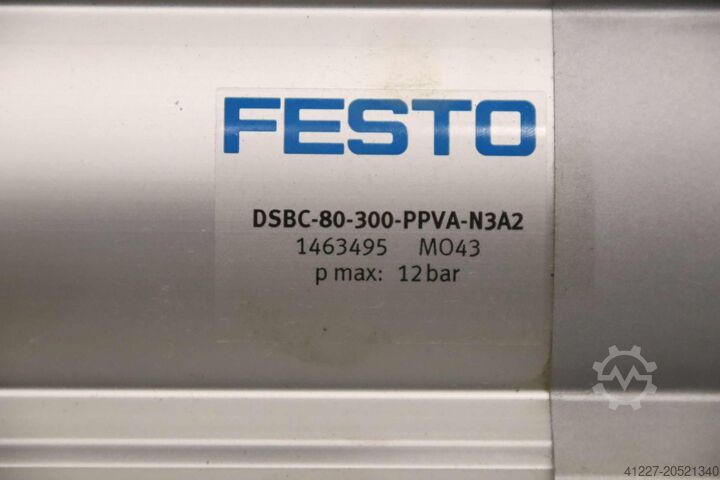 FESTO
DSBC-80-300-PPVA-N3A2
1463495 MO43
p max: 12 bar
41227-20521340